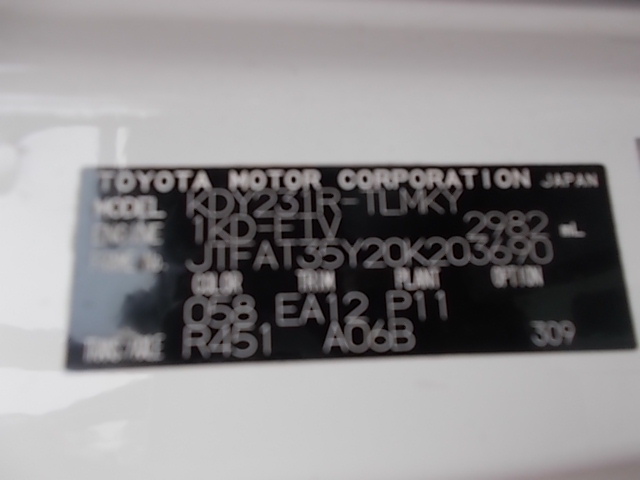 TOYOTA MOTOR CORPORATION JAPAN
MODEL KDY231R-TLMKY
ENGINE 1KD-FTV 2982 mL
FRAME No. JTFAT35Y20K203690
COLOR TRIM PLANT OPTION
058 EA12 P11
TRANS/AXLE R451 A06B 309